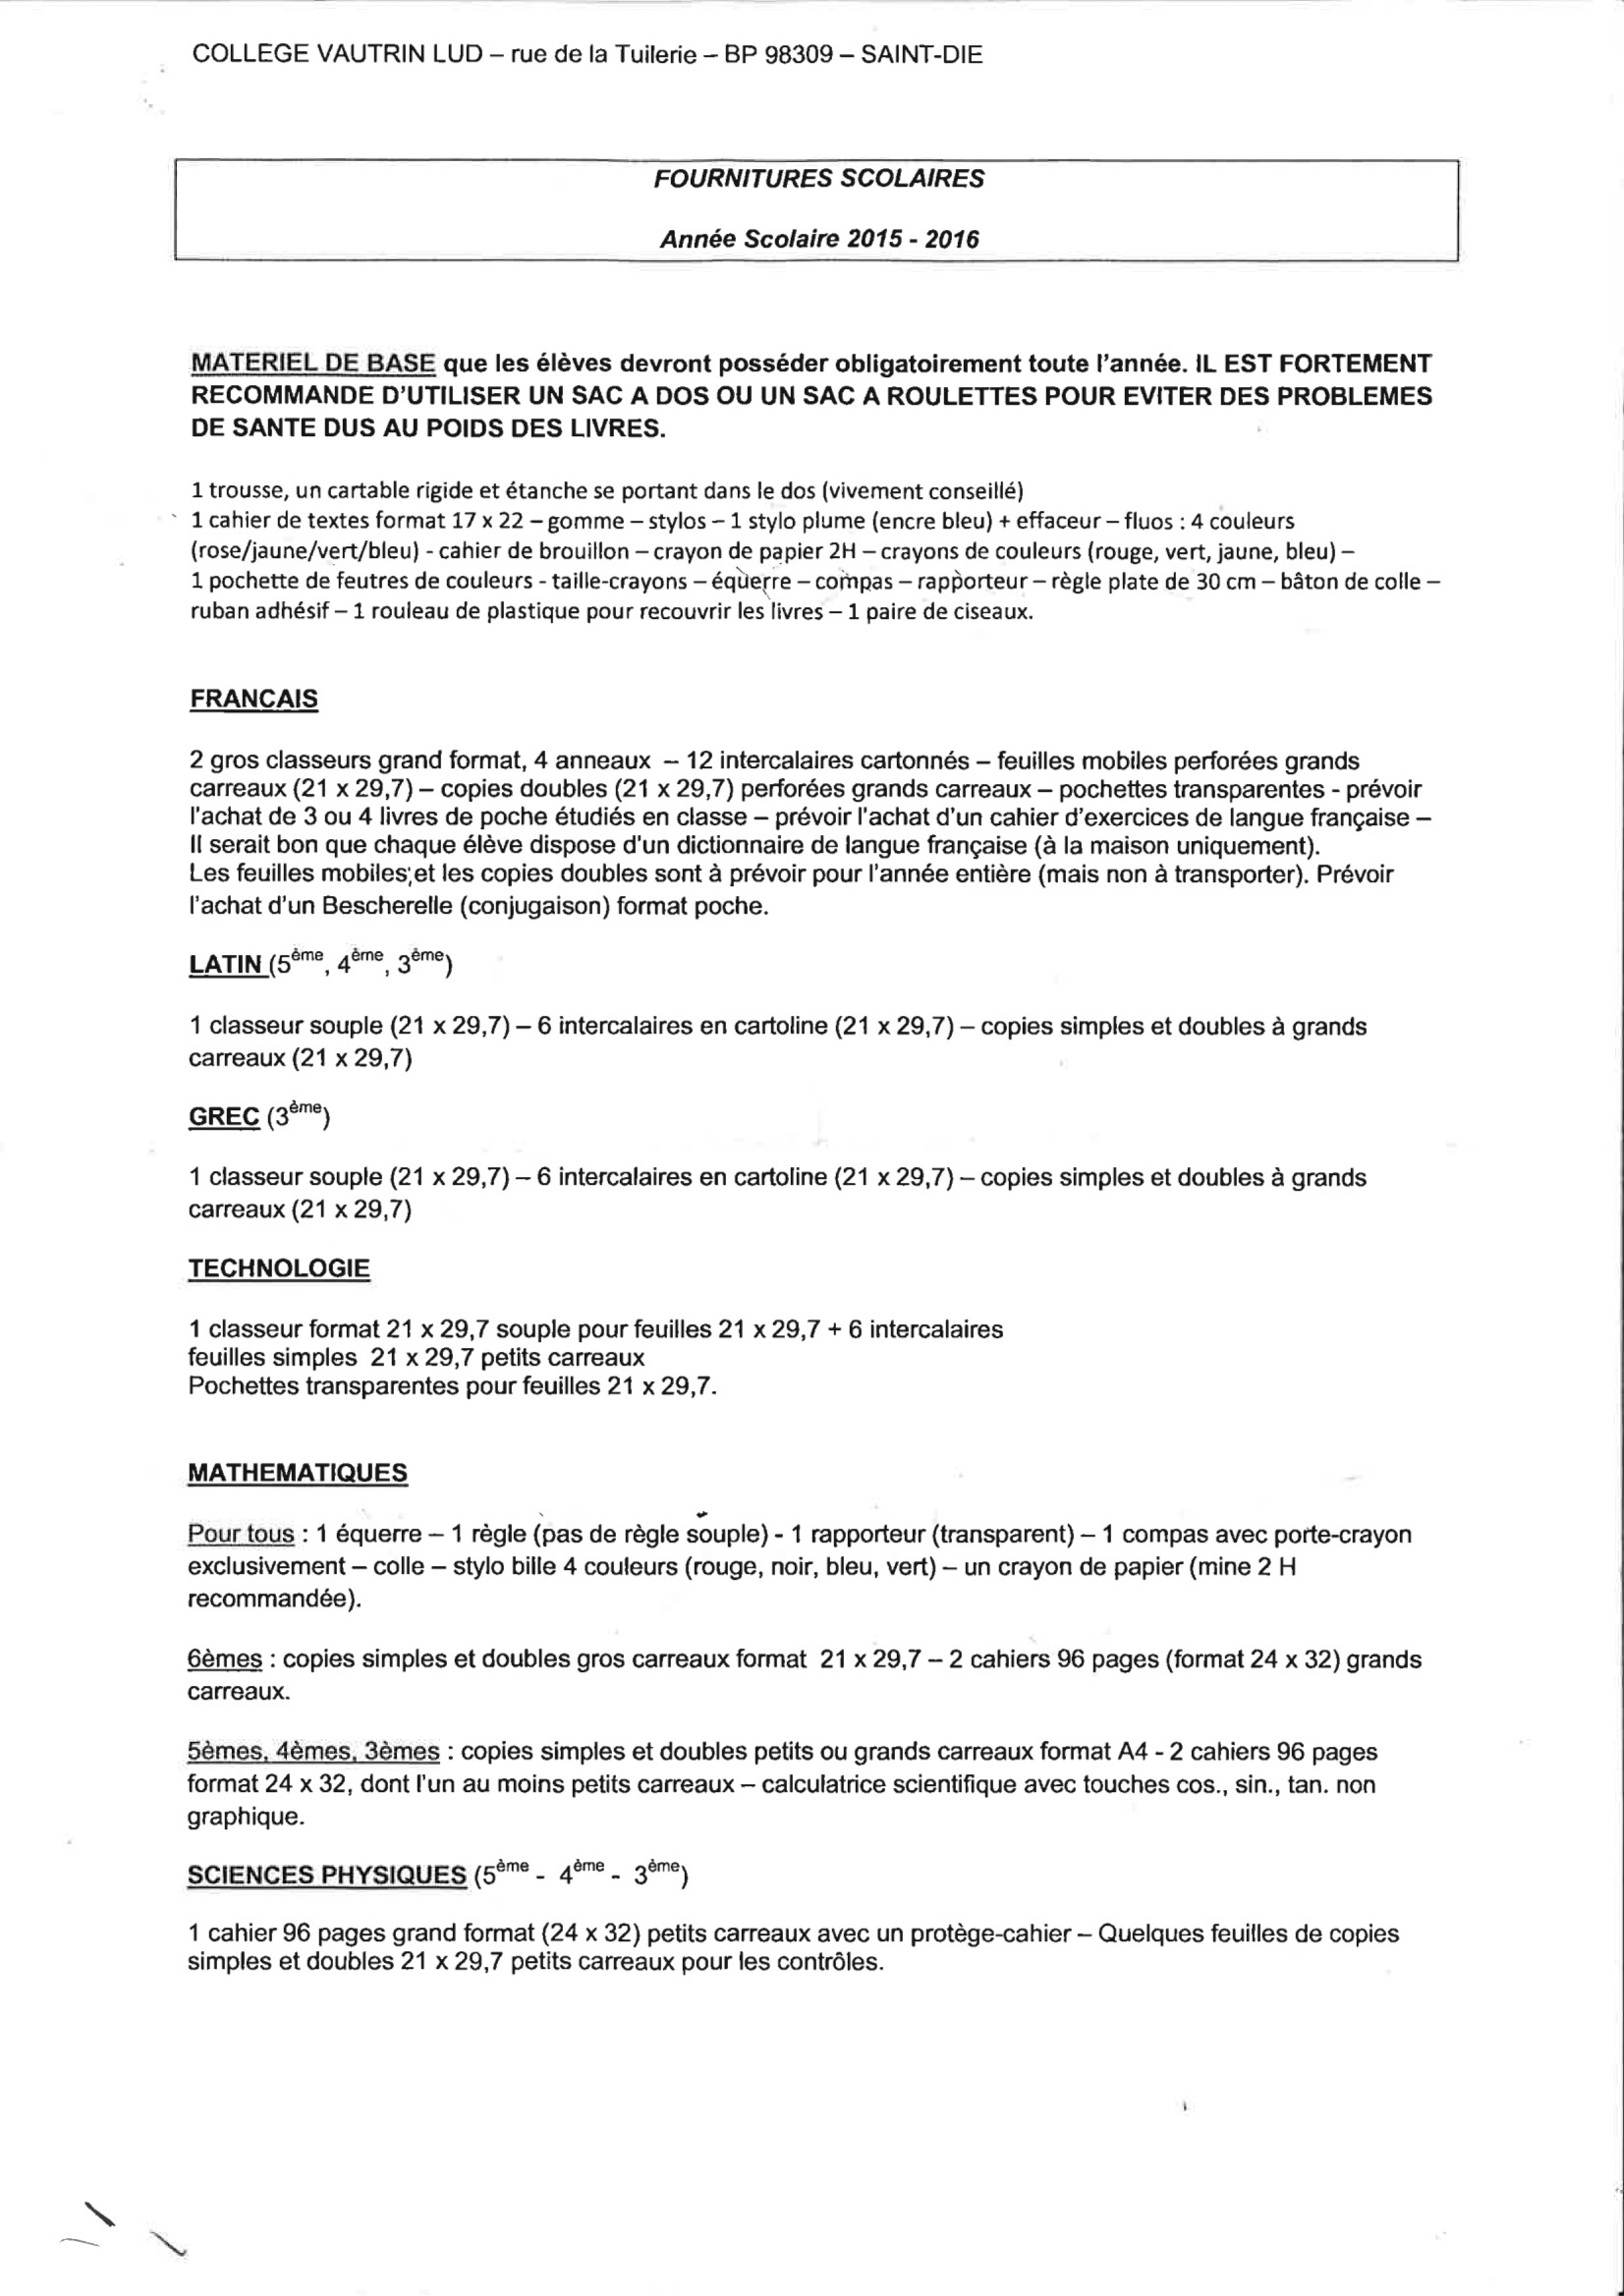 COLLEGE VAUTRIN LUD – rue de la Tuilerie – BP 98309 – SAINT-DIE
FOURNITURES SCOLAIRES
Année Scolaire 2015 - 2016
MATERIEL DE BASE que les élèves devront posséder obligatoirement toute l'année. IL EST FORTEMENT
RECOMMANDE D'UTILISER UN SAC A DOS OU UN SAC A ROULETTES POUR EVITER DES PROBLEMES
DE SANTE DUS AU POIDS DES LIVRES.
1 trousse, un cartable rigide et étanche se portant dans le dos (vivement conseillé)
1 cahier de textes format 17 x 22 – gomme – stylos – 1 stylo plume (encre bleu) + effaceur – fluos : 4 couleurs
(rose/jaune/vert/bleu) - cahier de brouillon – crayon de papier 2H – crayons de couleurs (rouge, vert, jaune, bleu) –
1 pochette de feutres de couleurs - taille-crayons – équerre – compas – rapporteur – règle plate de 30 cm – bâton de colle –
ruban adhésif – 1 rouleau de plastique pour recouvrir les livres – 1 paire de ciseaux.
FRANCAIS
2 gros classeurs grand format, 4 anneaux – 12 intercalaires cartonnés – feuilles mobiles perforées grands
carreaux (21 x 29,7) – copies doubles (21 x 29,7) perforées grands carreaux – pochettes transparentes - prévoir
l'achat de 3 ou 4 livres de poche étudiés en classe – prévoir l'achat d'un cahier d'exercices de langue française –
Il serait bon que chaque élève dispose d'un dictionnaire de langue française (à la maison uniquement).
Les feuilles mobiles et les copies doubles sont à prévoir pour l'année entière (mais non à transporter). Prévoir
l'achat d'un Bescherelle (conjugaison) format poche.
LATIN (5ème, 4ème, 3ème)
1 classeur souple (21 x 29,7) – 6 intercalaires en cartoline (21 x 29,7) – copies simples et doubles à grands
carreaux (21 x 29,7)
GREC (3ème)
1 classeur souple (21 x 29,7) – 6 intercalaires en cartoline (21 x 29,7) – copies simples et doubles à grands
carreaux (21 x 29,7)
TECHNOLOGIE
1 classeur format 21 x 29,7 souple pour feuilles 21 x 29,7 + 6 intercalaires
feuilles simples 21 x 29,7 petits carreaux
Pochettes transparentes pour feuilles 21 x 29,7.
MATHEMATIQUES
Pour tous : 1 équerre – 1 règle (pas de règle souple) - 1 rapporteur (transparent) – 1 compas avec porte-crayon
exclusivement – colle – stylo bille 4 couleurs (rouge, noir, bleu, vert) – un crayon de papier (mine 2 H
recommandée).
6èmes : copies simples et doubles gros carreaux format 21 x 29,7 – 2 cahiers 96 pages (format 24 x 32) grands
carreaux.
5èmes, 4èmes, 3èmes : copies simples et doubles petits ou grands carreaux format A4 - 2 cahiers 96 pages
format 24 x 32, dont l'un au moins petits carreaux – calculatrice scientifique avec touches cos., sin., tan. non
graphique.
SCIENCES PHYSIQUES (5ème - 4ème - 3ème)
1 cahier 96 pages grand format (24 x 32) petits carreaux avec un protège-cahier – Quelques feuilles de copies
simples et doubles 21 x 29,7 petits carreaux pour les contrôles.